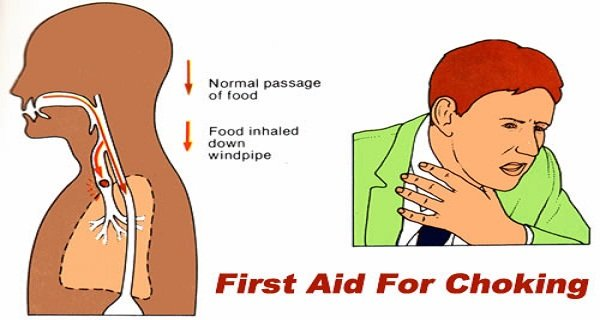 Normal passage
of food
Food inhaled
down
windpipe
First Aid For Choking